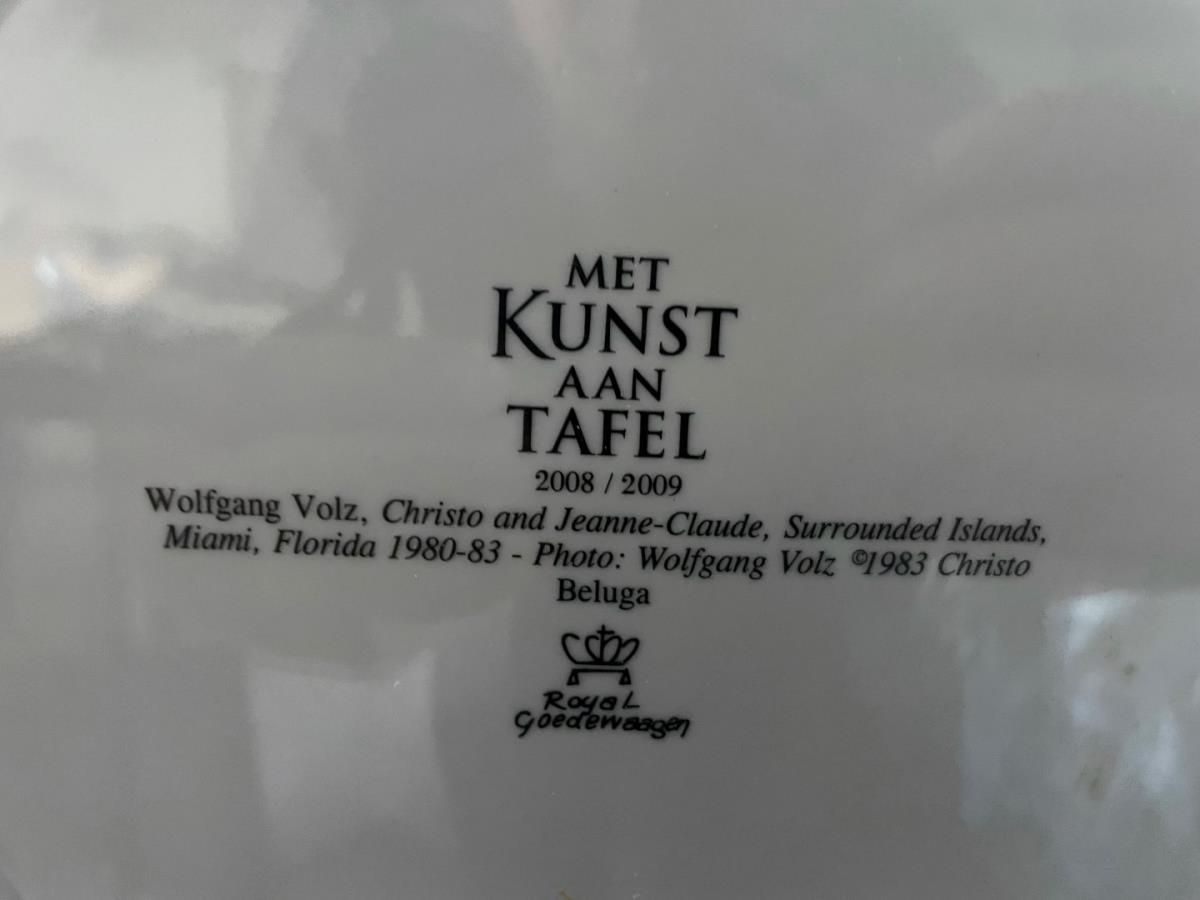 MET
KUNST
AAN
TAFEL
2008 / 2009
Wolfgang Volz, Christo and Jeanne-Claude, Surrounded Islands,
Miami, Florida 1980-83 - Photo: Wolfgang Volz ©1983 Christo
Beluga
Royal
Goedewaagen